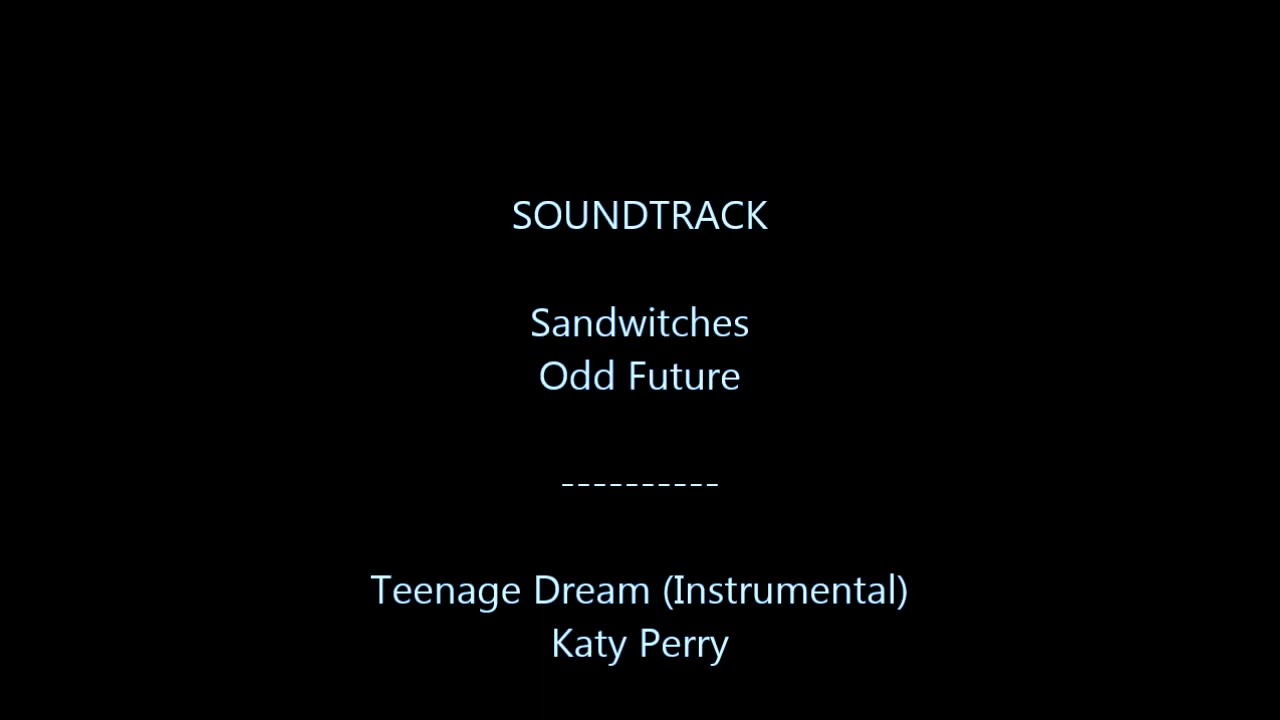 SOUNDTRACK
Sandwitches
Odd Future
----------
Teenage Dream (Instrumental)
Katy Perry